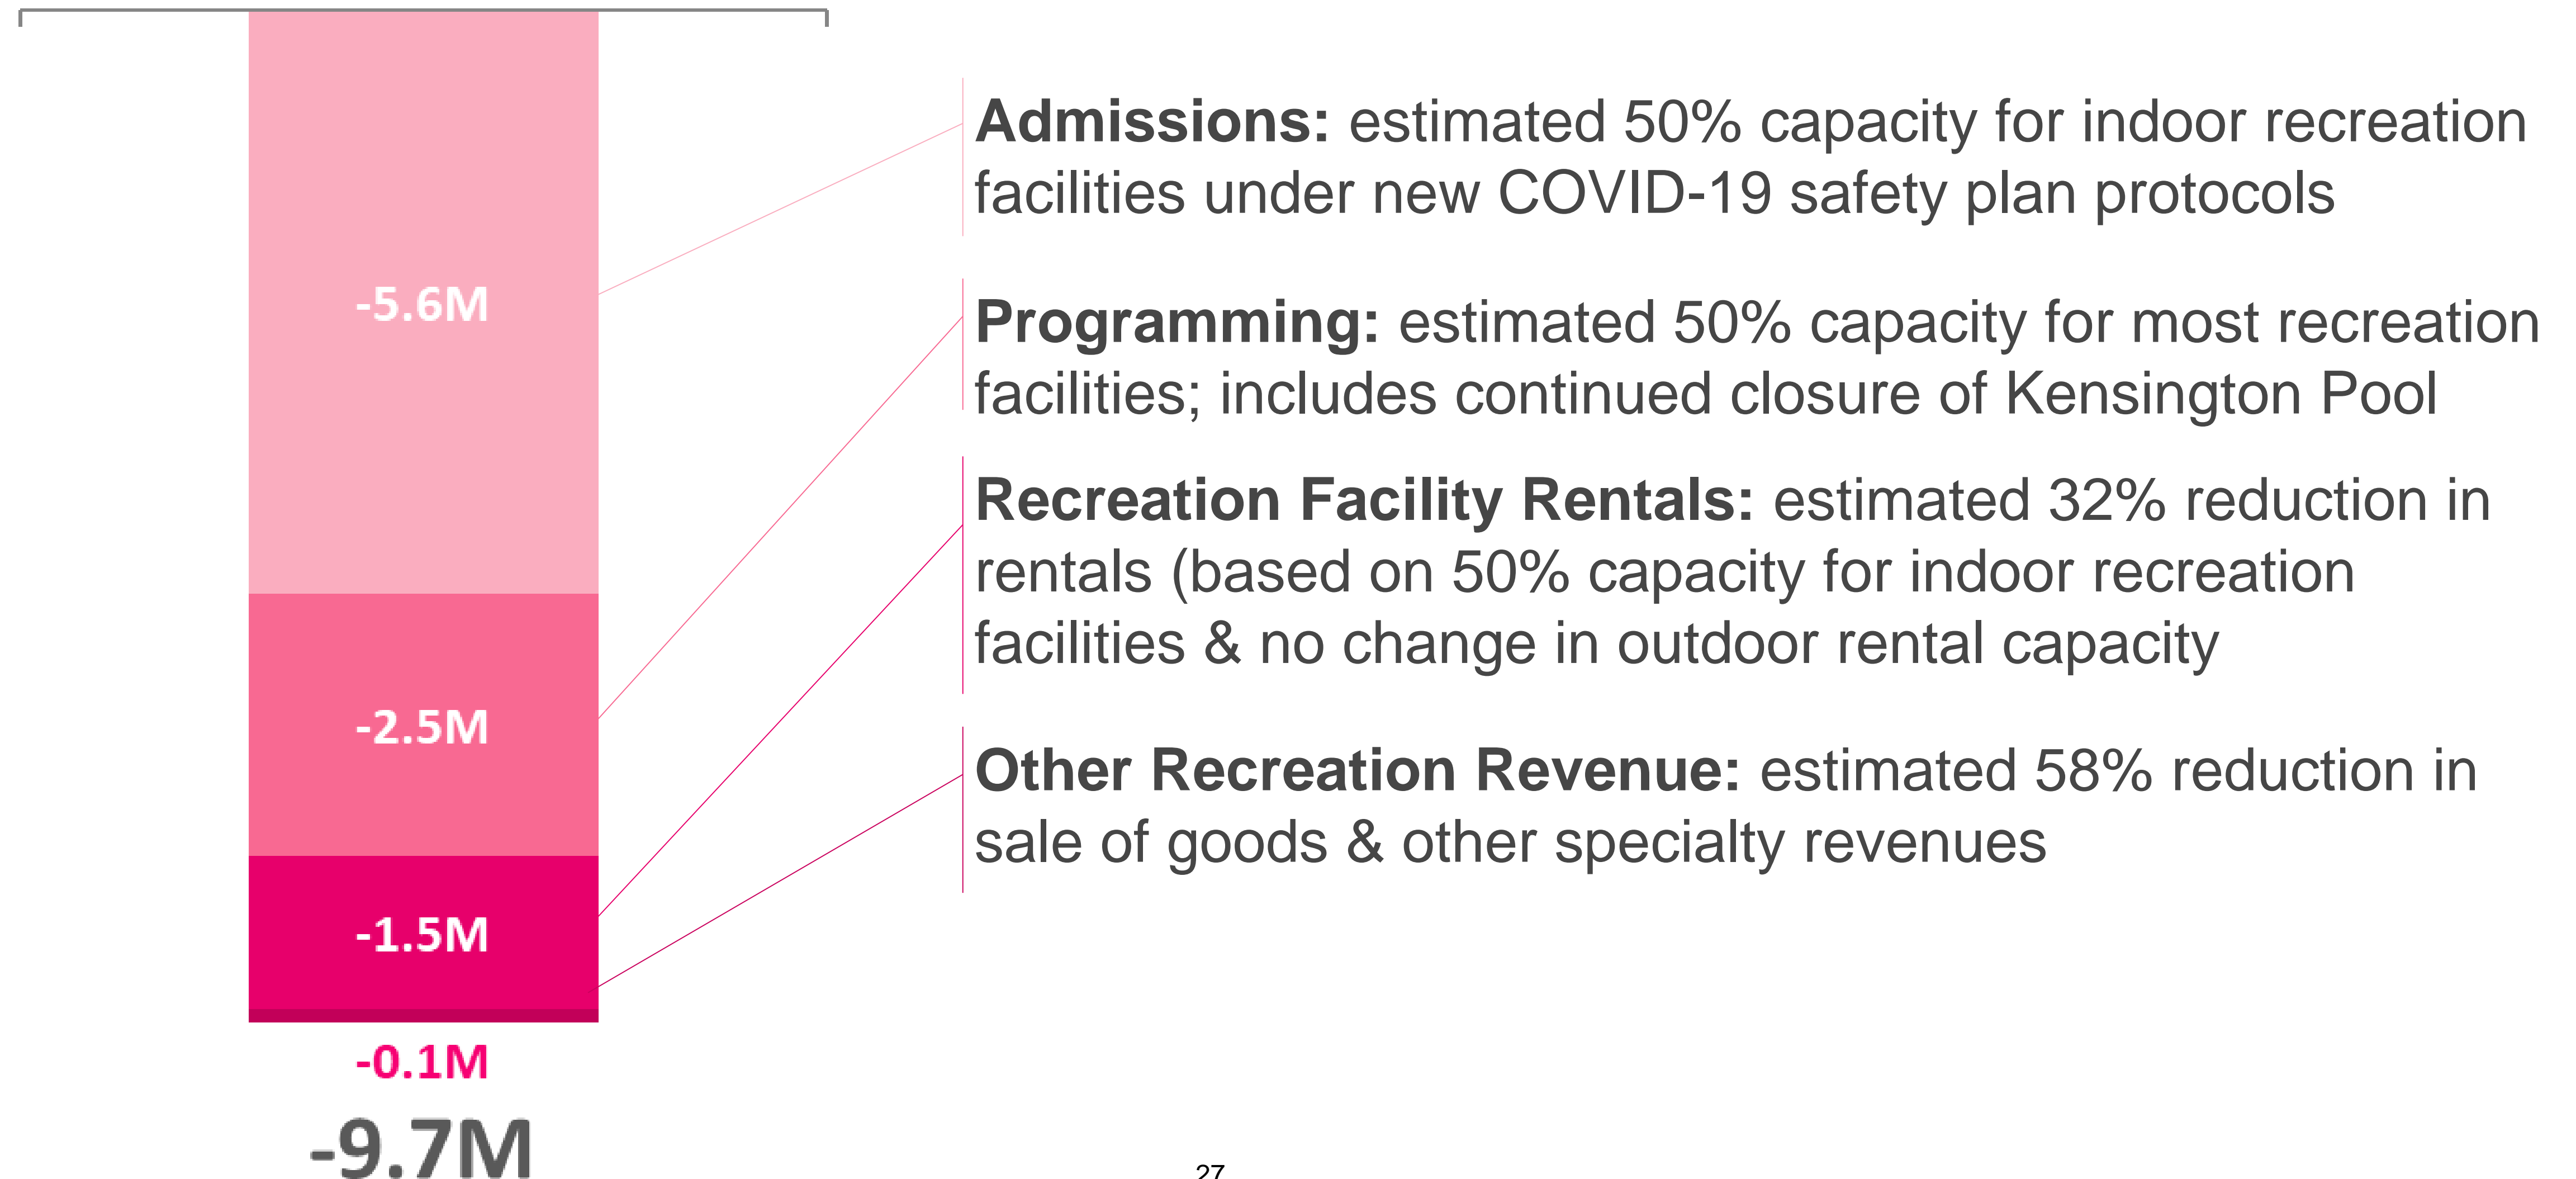 -5.6M
-2.5M
-1.5M
-0.1M
-9.7M
Admissions: estimated 50% capacity for indoor recreation
facilities under new COVID-19 safety plan protocols
Programming: estimated 50% capacity for most recreation
facilities; includes continued closure of Kensington Pool
Recreation Facility Rentals: estimated 32% reduction in
rentals (based on 50% capacity for indoor recreation
facilities & no change in outdoor rental capacity
Other Recreation Revenue: estimated 58% reduction in
sale of goods & other specialty revenues
27